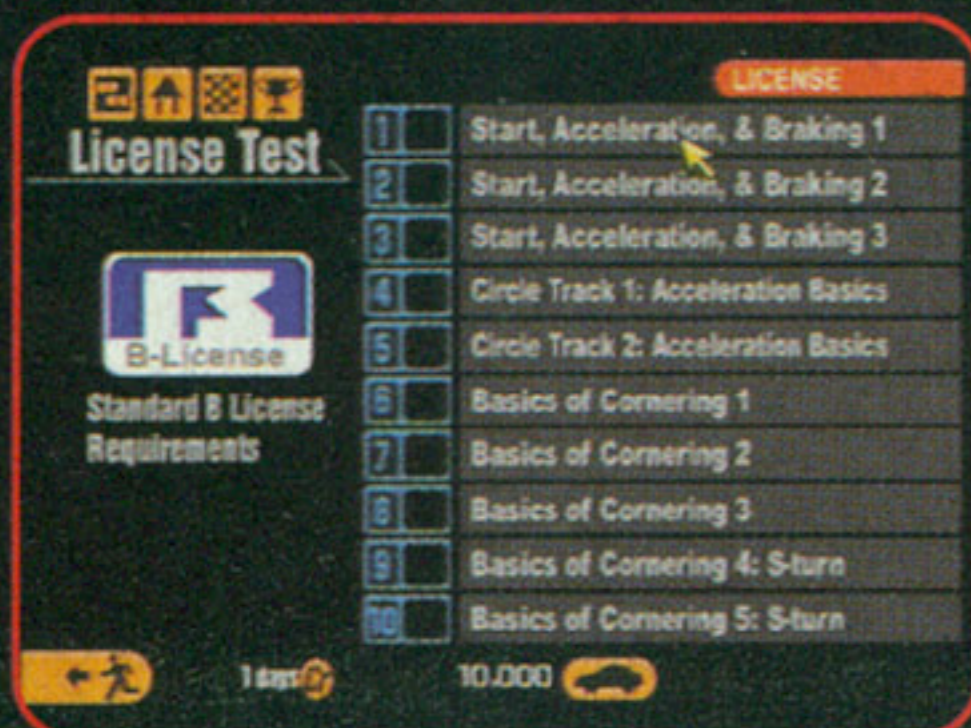 LICENSE
License Test
B-License
Standard B License
Requirements
1 Start, Acceleration, & Braking 1
2 Start, Acceleration, & Braking 2
3 Start, Acceleration, & Braking 3
4 Circle Track 1: Acceleration Basics
5 Circle Track 2: Acceleration Basics
6 Basics of Cornering 1
7 Basics of Cornering 2
8 Basics of Cornering 3
9 Basics of Cornering 4: S-turn
10 Basics of Cornering 5: S-turn
1 days
10.000